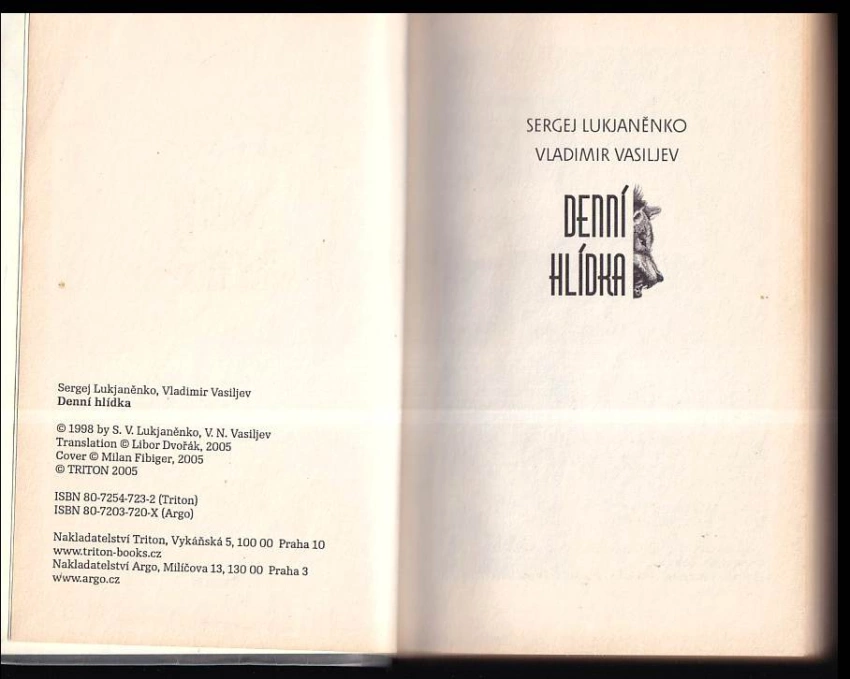 Sergej Lukjaněnko, Vladimir Vasiljev
Denní hlídka
© 1998 by S. V. Lukjaněnko, V. N. Vasiljev
Translation © Libor Dvořák, 2005
Cover © Milan Fibiger, 2005
© TRITON 2005
ISBN 80-7254-723-2 (Triton)
ISBN 80-7203-720-X (Argo)
Nakladatelství Triton, Vykáňská 5, 100 00 Praha 10
www.triton-books.cz
Nakladatelství Argo, Milíčova 13, 130 00 Praha 3
www.argo.cz
SERGEJ LUKJANĚNKO
VLADIMIR VASILJEV
DENNÍ
HLÍDKA